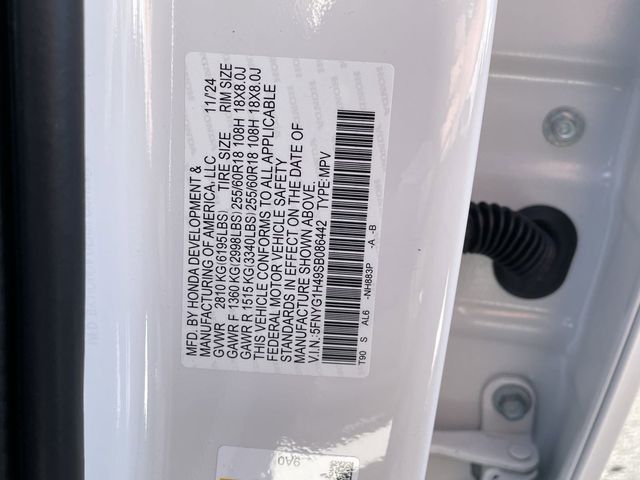 MFD. BY HONDA DEVELOPMENT &
MANUFACTURING OF AMERICA, LLC 11/24
GVWR 2810 KG(6195LBS) TIRE SIZE RIM SIZE
GAWR F 1360 KG(2998LBS) 255/60R18 108H 18X8.0J
GAWR R 1515 KG(3340LBS) 255/60R18 108H 18X8.0J
THIS VEHICLE CONFORMS TO ALL APPLICABLE
FEDERAL MOTOR VEHICLE SAFETY
STANDARDS IN EFFECT ON THE DATE OF
MANUFACTURE SHOWN ABOVE.
V.I.N.:5FNYG1H49SB086442 TYPE:MPV
T90 S AL6 -NH883P -A -B
9A0